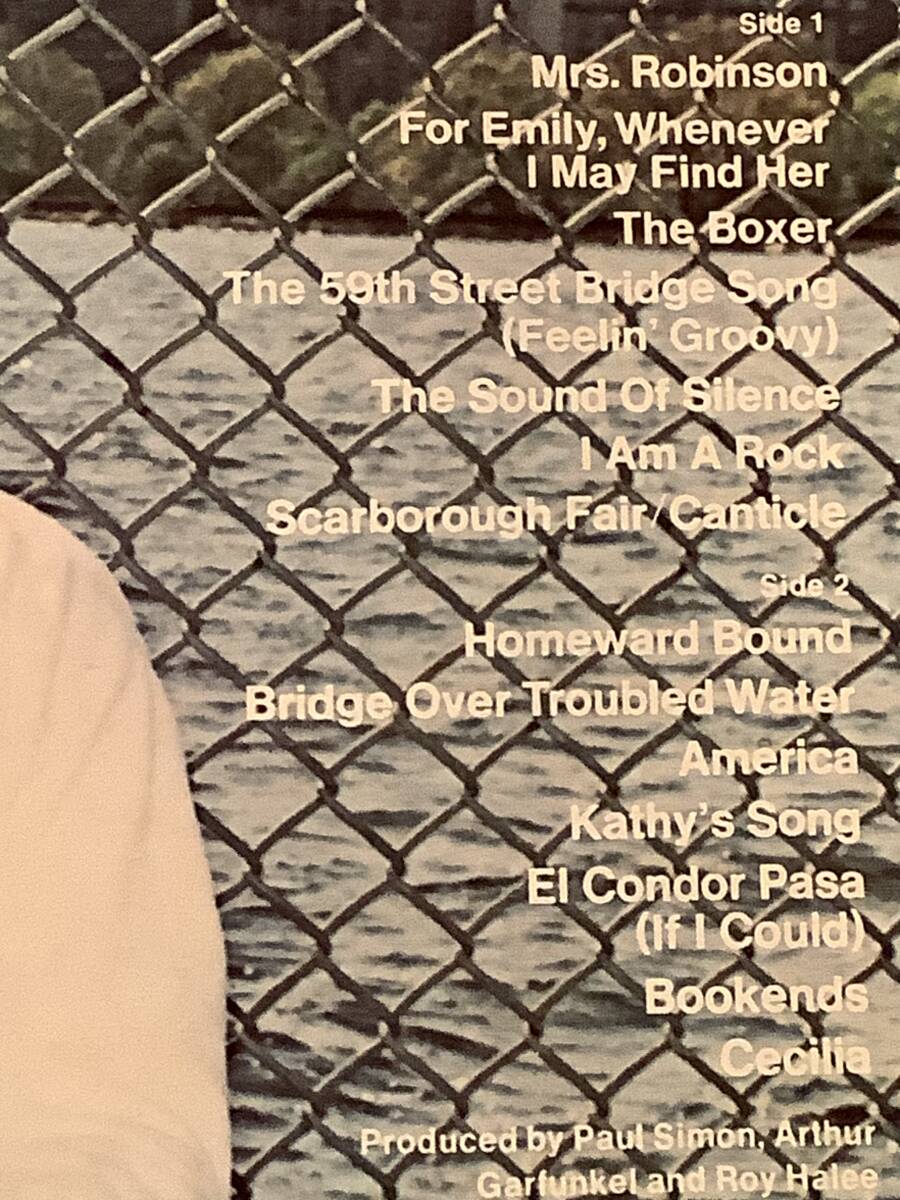 Side 1
Mrs. Robinson
For Emily, Whenever
I May Find Her
The Boxer
The 59th Street Bridge Song
(Feelin' Groovy)
The Sound Of Silence
I Am A Rock
Scarborough Fair/Canticle
Side 2
Homeward Bound
Bridge Over Troubled Water
America
Kathy's Song
El Condor Pasa
(If I Could)
Bookends
Cecilia
Produced by Paul Simon, Arthur
Garfunkel and Roy Halee